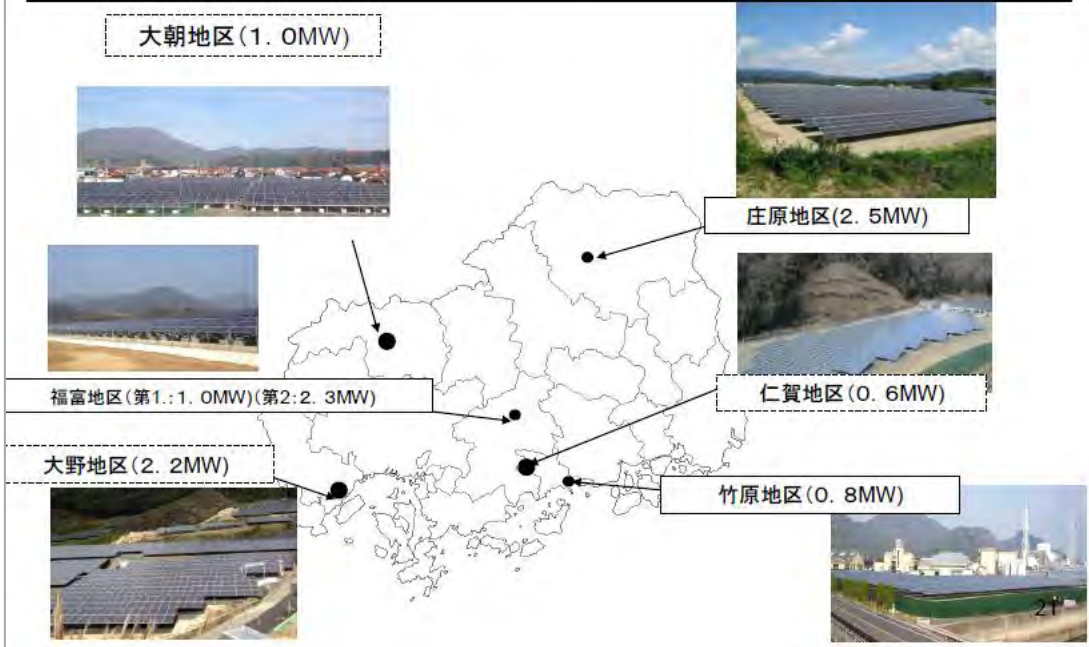 大朝地区(1. 0MW)
庄原地区(2. 5MW)
福富地区(第1.:1. 0MW)(第2:2. 3MW)
仁賀地区(0. 6MW)
大野地区(2. 2MW)
竹原地区(0. 8MW)
21